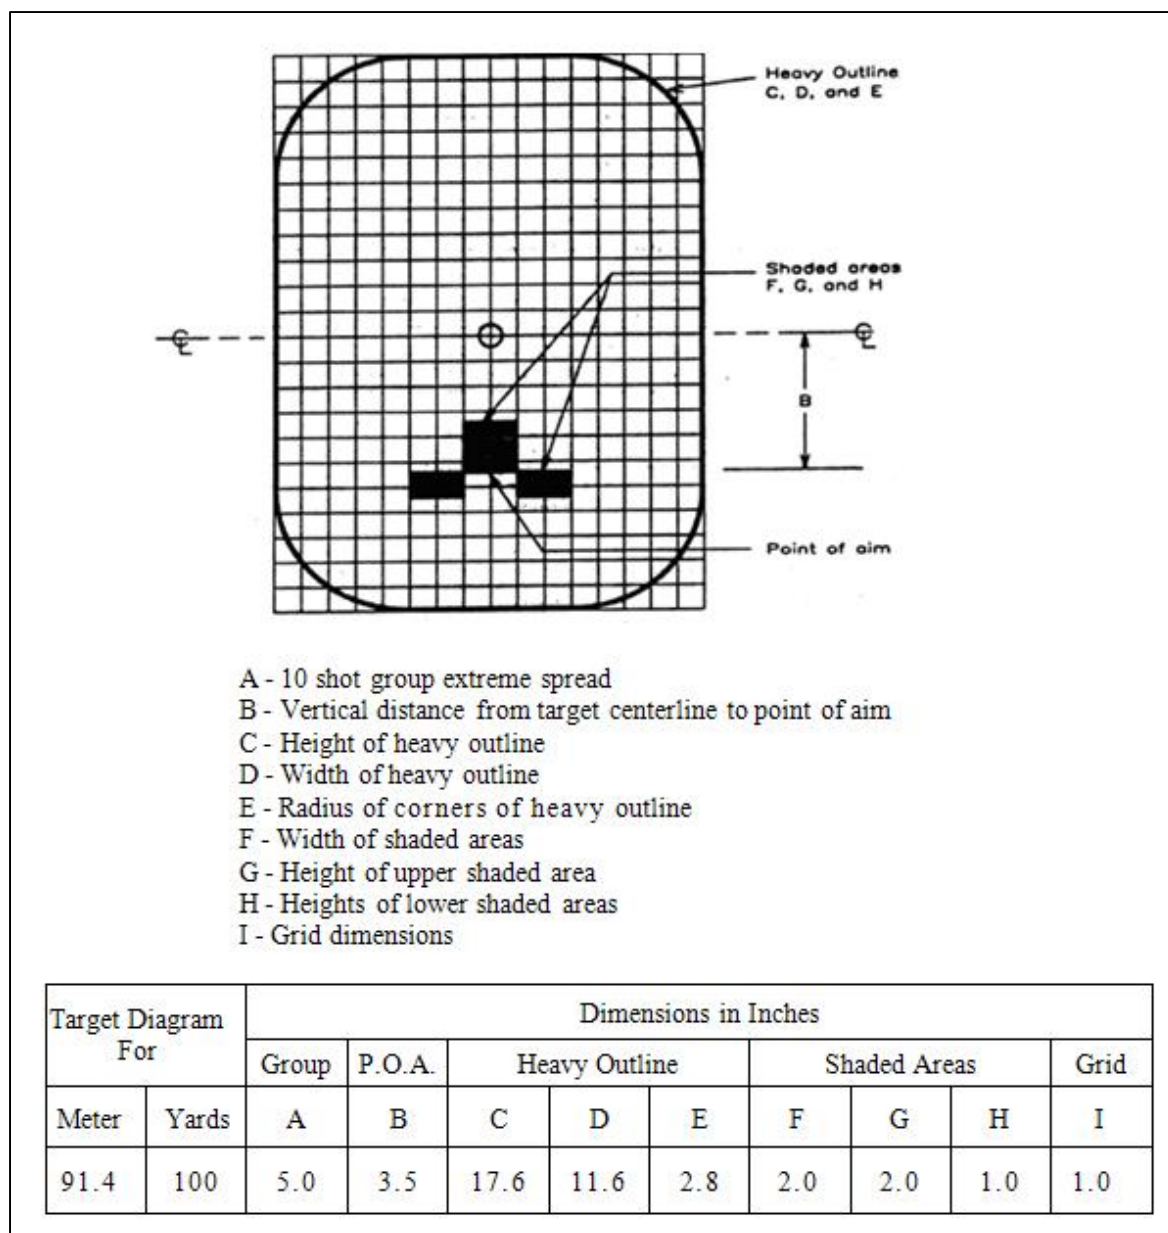 Heavy Outline
C, D, and E
Shaded areas
F, G, and H
℄
℄
B
Point of aim
A - 10 shot group extreme spread
B - Vertical distance from target centerline to point of aim
C - Height of heavy outline
D - Width of heavy outline
E - Radius of corners of heavy outline
F - Width of shaded areas
G - Height of upper shaded area
H - Heights of lower shaded areas
I - Grid dimensions
Target Diagram For
Dimensions in Inches
Group P.O.A. Heavy Outline Shaded Areas Grid
Meter Yards A B C D E F G H I
91.4 100 5.0 3.5 17.6 11.6 2.8 2.0 2.0 1.0 1.0